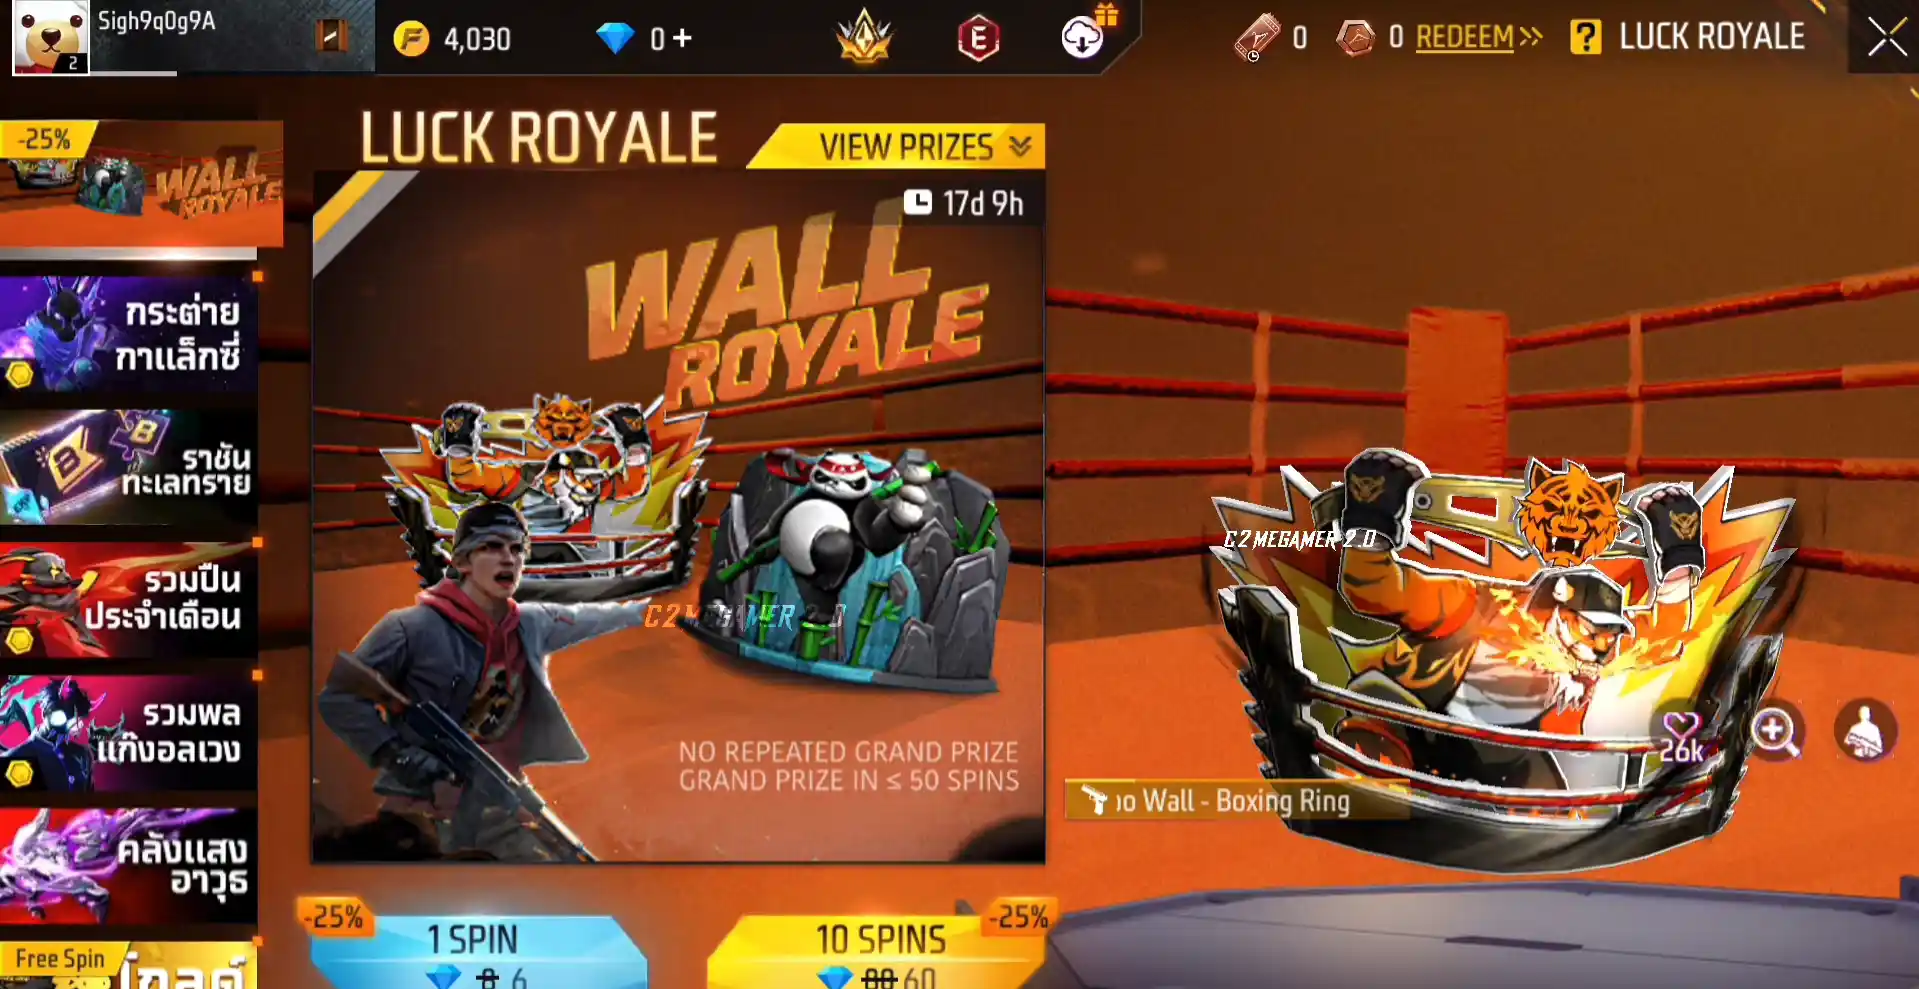 Sigh9q0g9A
2
4,030
0 +
E
0
0 REDEEM
?
LUCK ROYALE
-25%
WALL
ROYALE
LUCK ROYALE
VIEW PRIZES
17d 9h
WALL
ROYALE
กระต่าย
กาแล็กซี่
ราชัน
ทะเลทราย
รวมปืน
ประจำเดือน
รวมพล
แก๊งอลเวง
คลังแสง
อาวุธ
Free Spin
C2MEGAMER 2.0
C2MEGAMER 2.0
NO REPEATED GRAND PRIZE
GRAND PRIZE IN ≤ 50 SPINS
26k
Wall - Boxing Ring
-25%
1 SPIN
6
-25%
10 SPINS
60